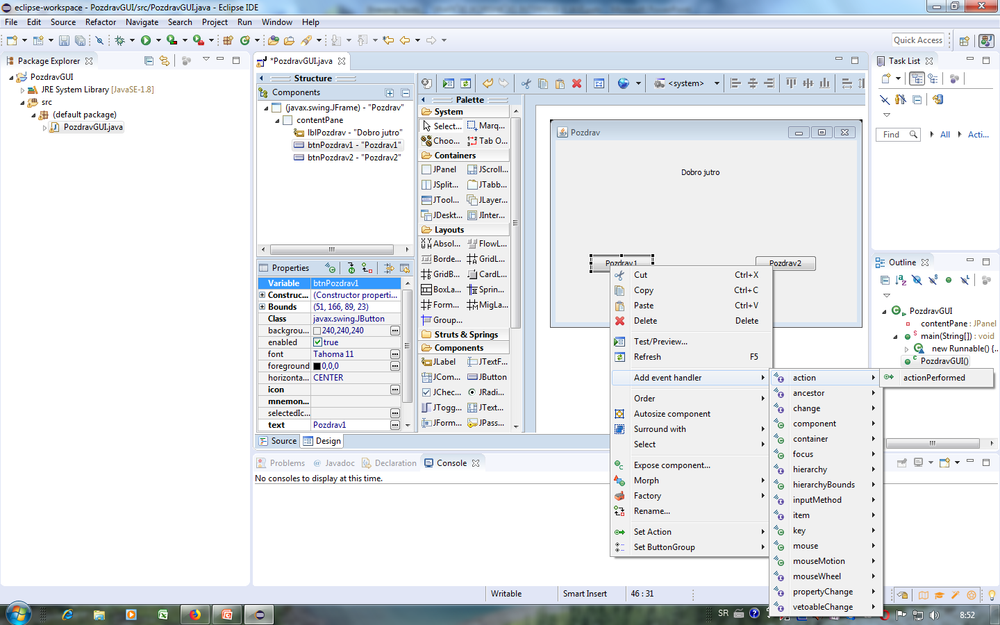 eclipse-workspace - PozdravGUI/src/PozdravGUI.java - Eclipse IDE
File Edit Source Refactor Navigate Search Project Run Window Help
Quick Access
Package Explorer
PozdravGUI
JRE System Library [JavaSE-1.8]
src
(default package)
PozdravGUI.java
*PozdravGUI.java
Structure
Components
(javax.swing.JFrame) - "Pozdrav"
contentPane
lblPozdrav - "Dobro jutro"
btnPozdrav1 - "Pozdrav1"
btnPozdrav2 - "Pozdrav2"
Properties
Variable btnPozdrav1
Construc... (Constructor properti...
Bounds (51, 166, 89, 23)
Class javax.swing.JButton
backgrou... 240,240,240
enabled true
font Tahoma 11
foreground 0,0,0
horizonta... CENTER
icon
mnemon...
selectedIc...
text Pozdrav1
Source Design
<system>
Palette
System
Select... Marq...
Choo... Tab O...
Containers
JPanel JScroll...
JSplit... JTabb...
JTool... JLayer...
JDeskt... JInter...
Layouts
Absol... FlowL...
Borde... GridL...
GridB... CardL...
BoxLa... Sprin...
Form... MigLa...
Group...
Struts & Springs
Components
JLabel JTextF...
JCom... JButton
JChec... JRadi...
JTogg... JText...
JForm... JPass...
Pozdrav
Dobro jutro
Pozdrav1
Pozdrav2
Cut Ctrl+X
Copy Ctrl+C
Paste Ctrl+V
Delete Delete
Test/Preview...
Refresh F5
Add event handler
Order
Autosize component
Surround with
Select
Expose component...
Morph
Factory
Rename...
Set Action
Set ButtonGroup
action
ancestor
change
component
container
focus
hierarchy
hierarchyBounds
inputMethod
item
key
mouse
mouseMotion
mouseWheel
propertyChange
vetoableChange
actionPerformed
Task List
Find All Acti...
Outline
PozdravGUI
contentPane : JPanel
main(String[]) : void
new Runnable() {..
PozdravGUI()
Problems Javadoc Declaration Console
No consoles to display at this time.
Writable Smart Insert 46 : 31
SR 8:52